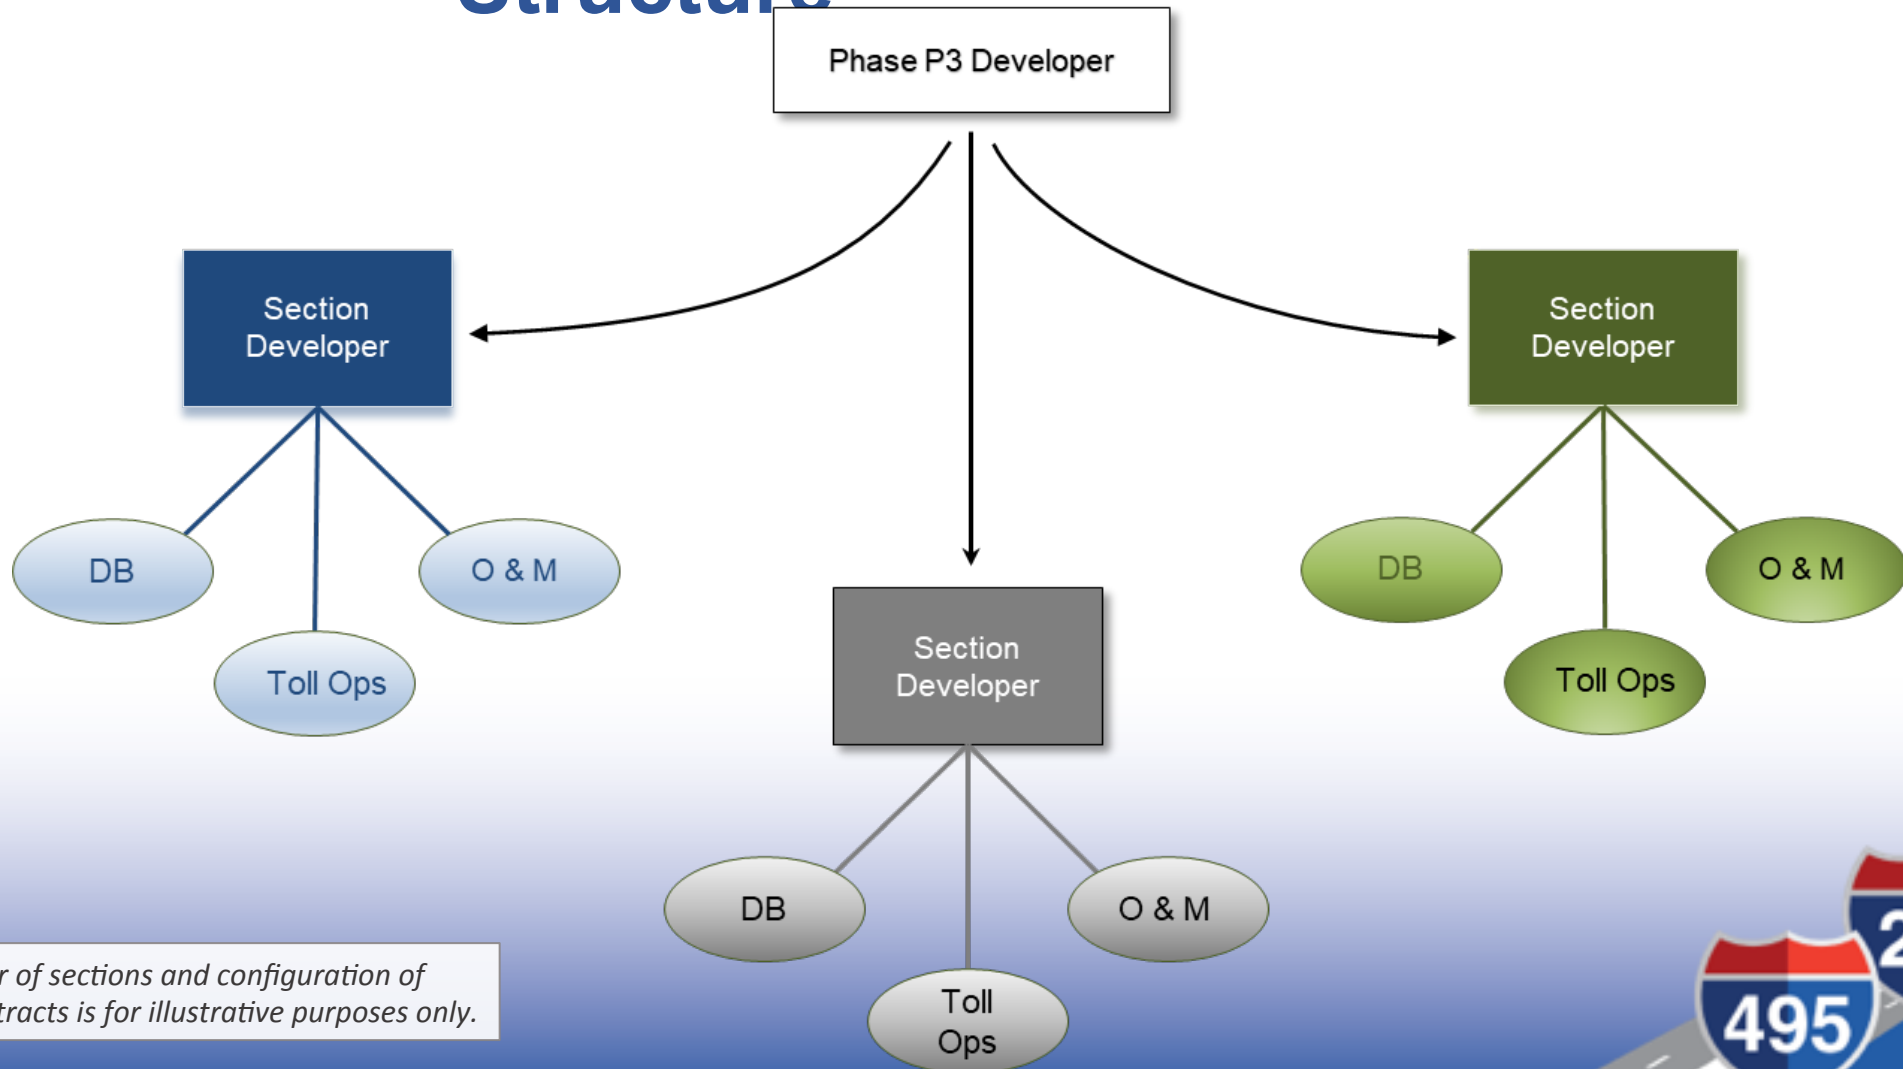 Structure
Phase P3 Developer
Section
Developer
Section
Developer
DB
O & M
Toll Ops
DB
O & M
Toll Ops
Section
Developer
DB
O & M
Toll
Ops
of sections and configuration of
is for illustrative purposes only.
495